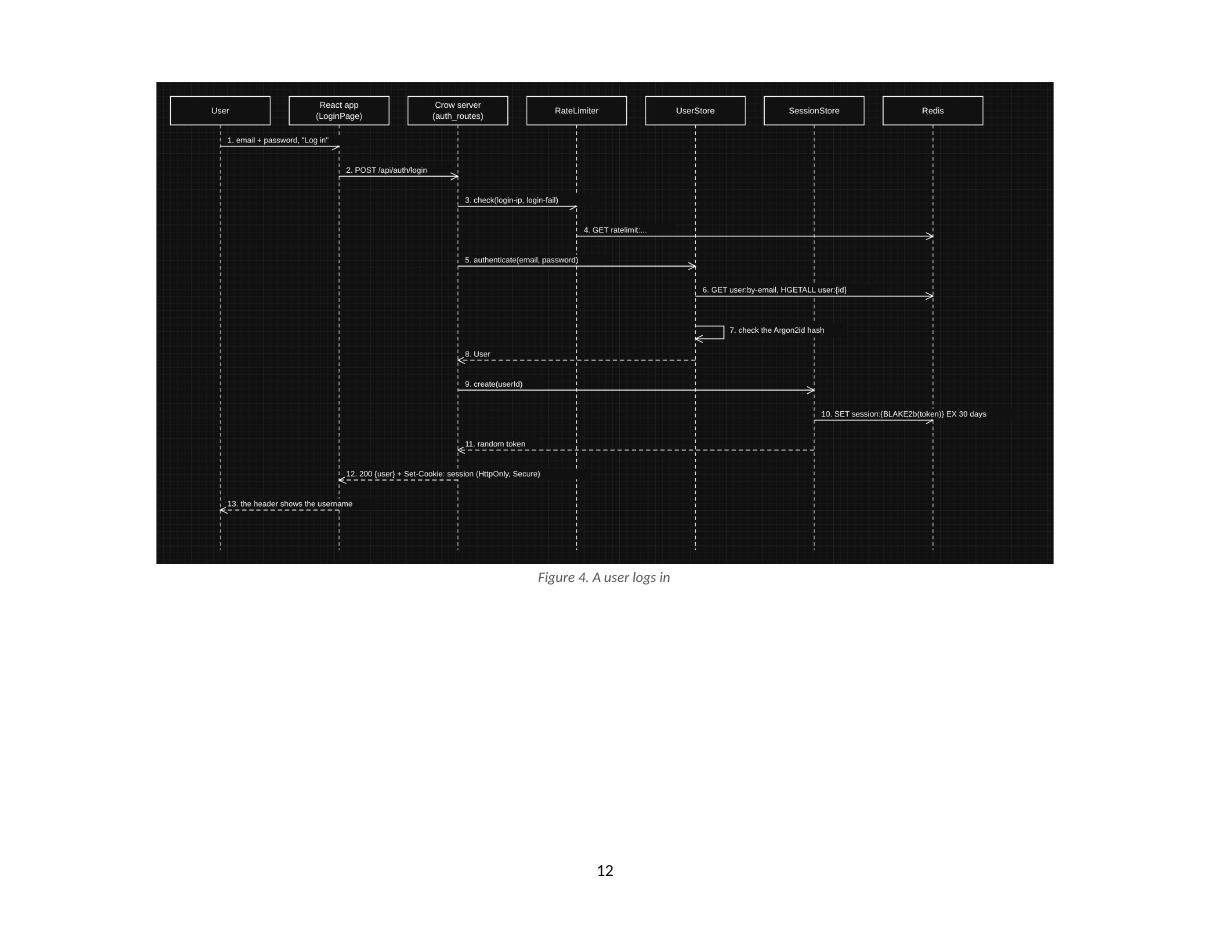 User
React app
(LoginPage)
Crow server
(auth_routes)
RateLimiter
UserStore
SessionStore
Redis
1. email + password, "Log in"
2. POST /api/auth/login
3. check(login-ip, login-fail)
4. GET ratelimit:...
5. authenticate(email, password)
6. GET user:by-email, HGETALL user:{id}
7. check the Argon2id hash
8. User
9. create(userId)
10. SET session:{BLAKE2b(token)} EX 30 days
11. random token
12. 200 {user} + Set-Cookie: session (HttpOnly, Secure)
13. the header shows the username
Figure 4. A user logs in
12